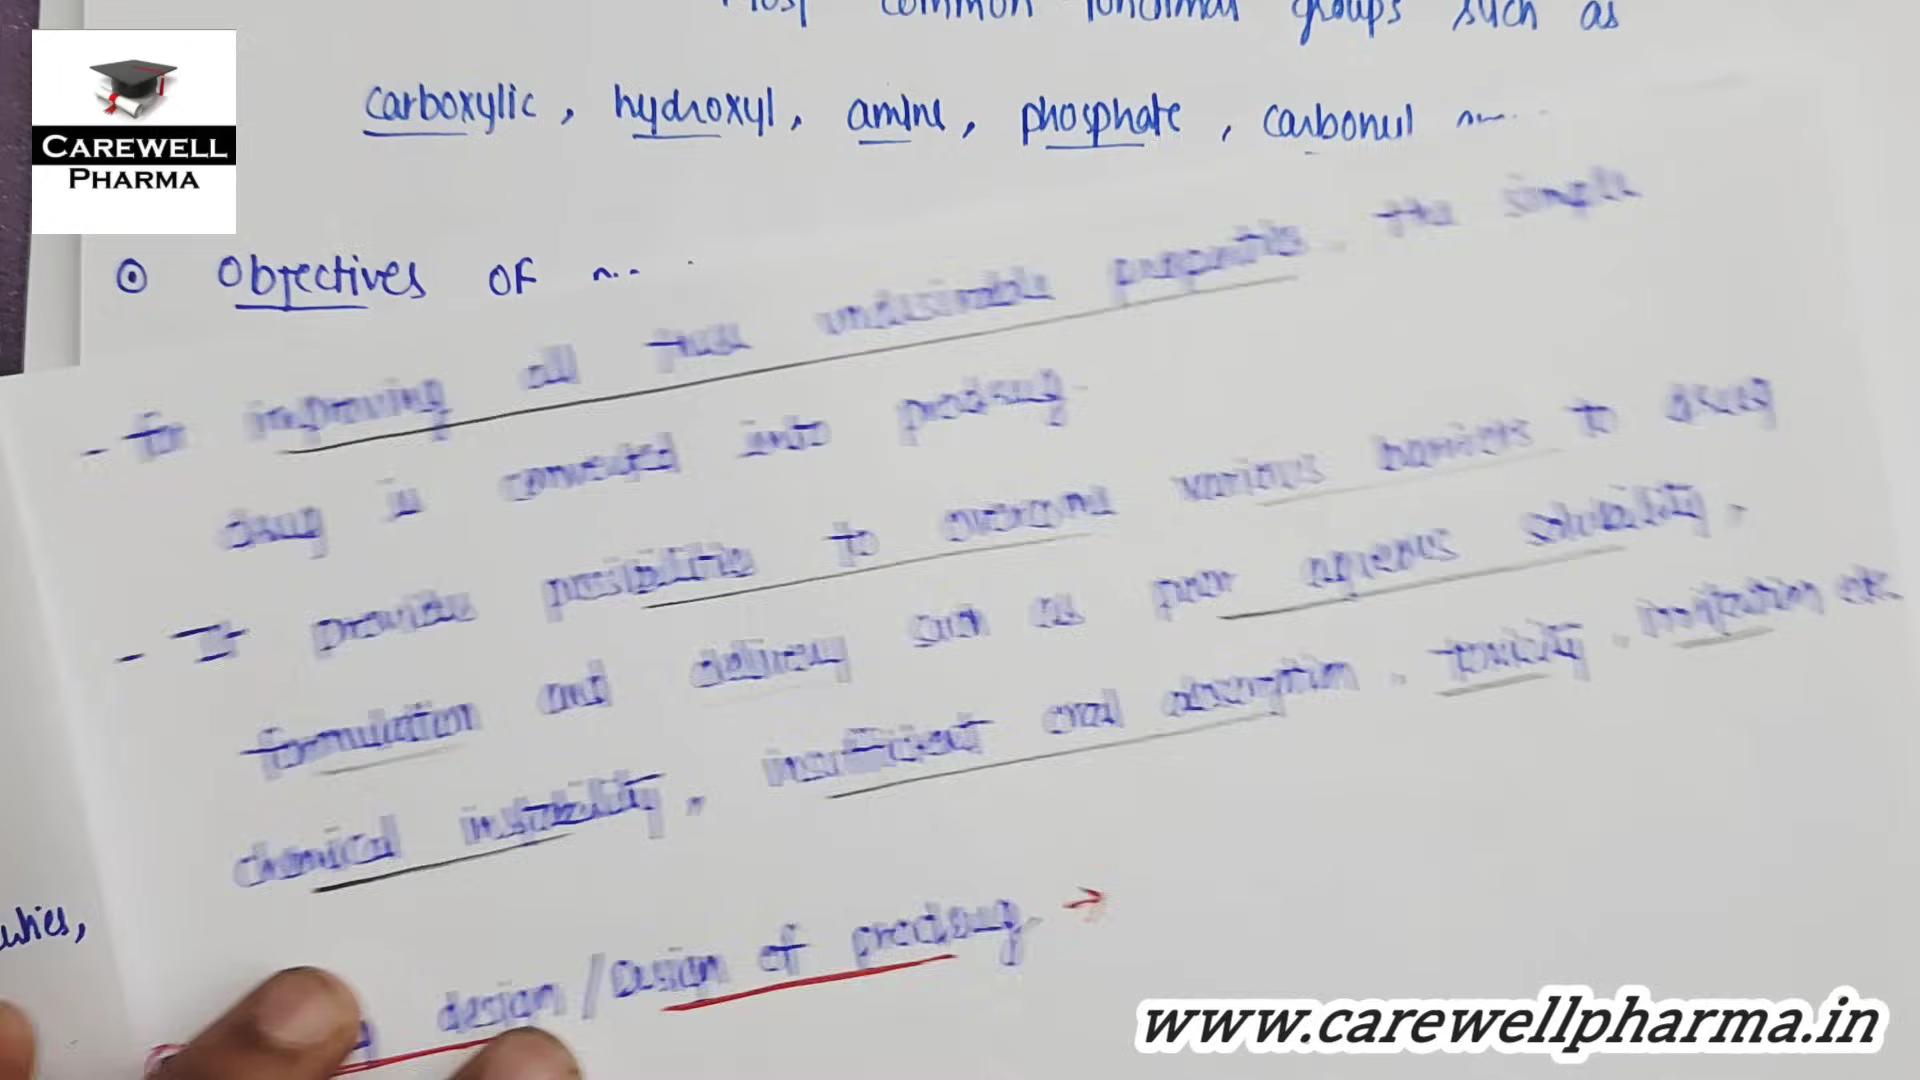 Most common functional groups such as
CAREWELL
PHARMA
carboxylic, hydroxyl, amine, phosphate, carbonyl
Objectives OF
- for improving all these undesirable properties, the simple
drug is converted into prodrug.
- It provide possibilities to overcome various barriers to drug
formulation and delivery such as poor aqueous solubility,
chemical instability, insufficient oral absorption, toxicity, irritation etc.
design / Design of prodrug. →
www.carewellpharma.in